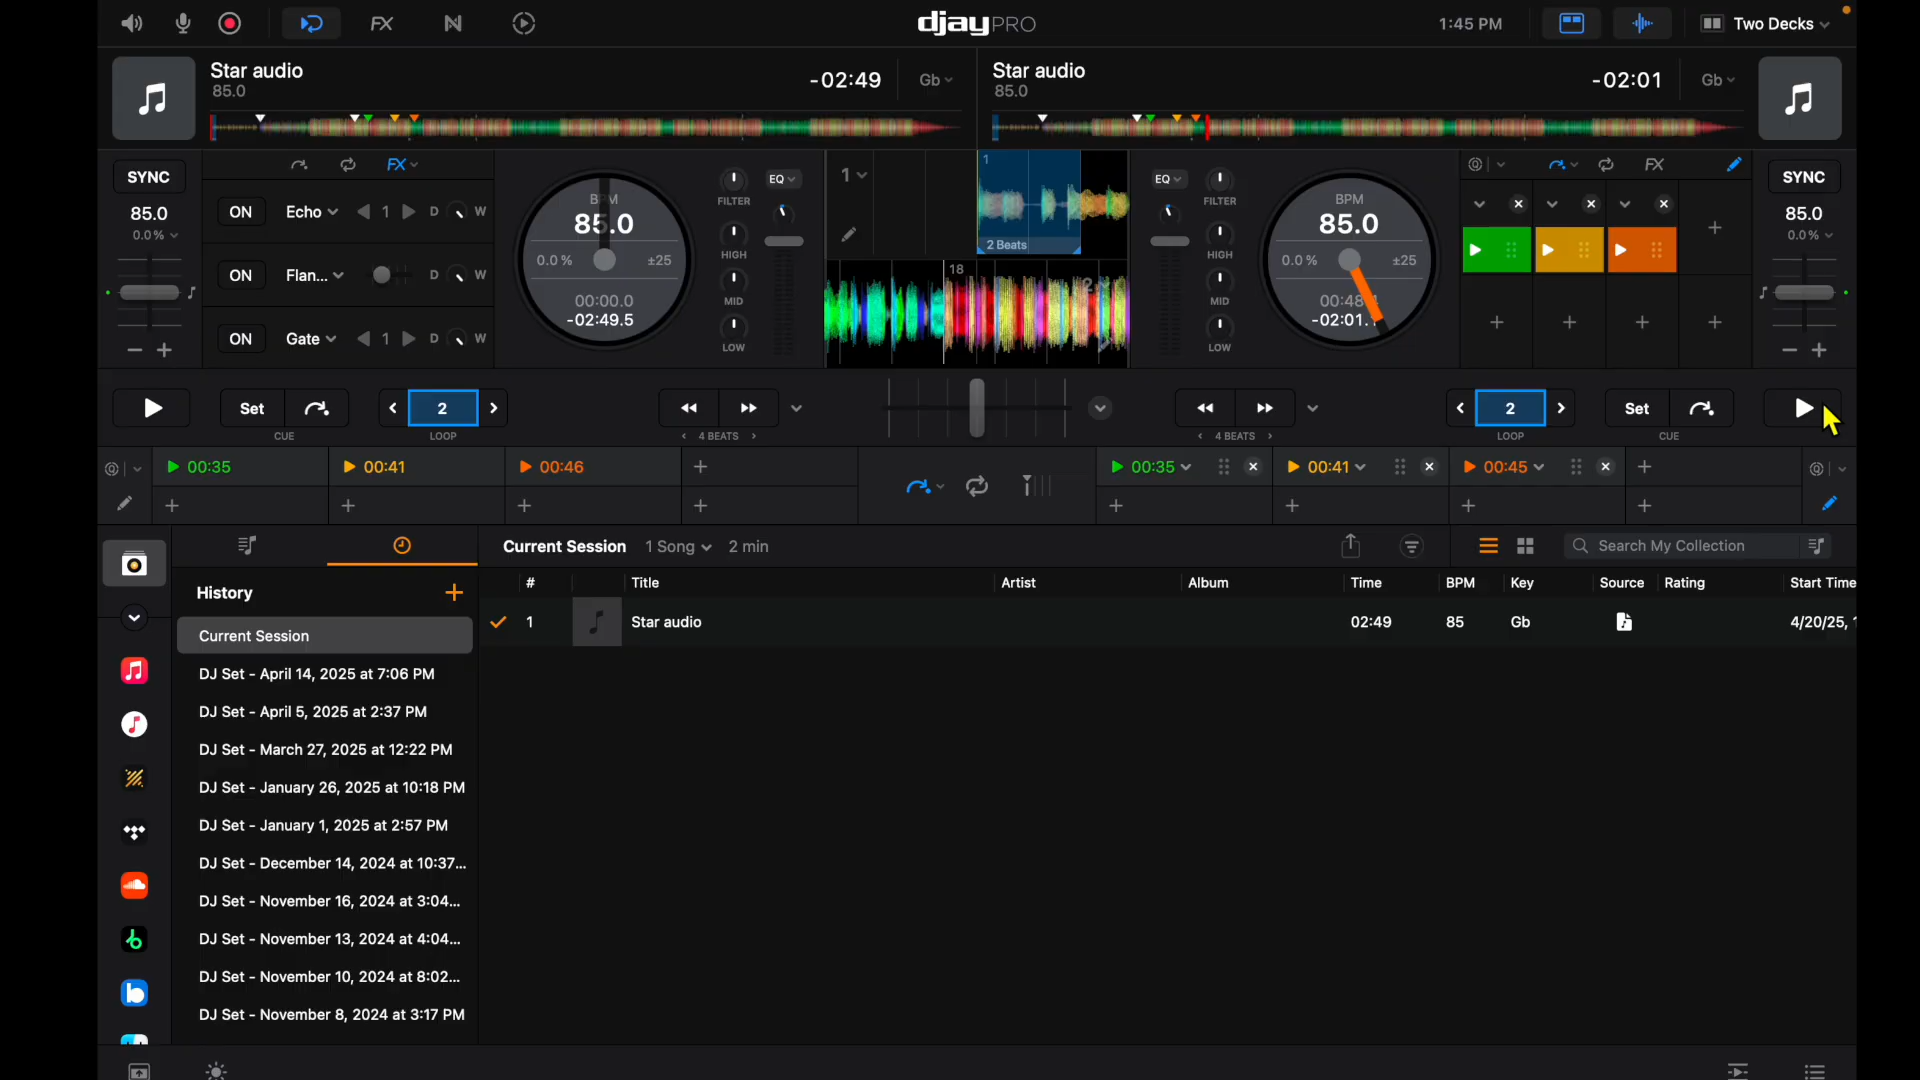 FX
djay PRO
1:45 PM
Two Decks
Star audio
85.0
-02:49
Gb
Star audio
85.0
-02:01
Gb
SYNC
85.0
0.0%
FX
ON
Echo
1
D
W
ON
Flan...
D
W
ON
Gate
1
D
W
BPM
85.0
0.0 %
±25
00:00.0
-02:49.5
FILTER
HIGH
MID
LOW
EQ
1
1
2 Beats
18
EQ
FILTER
HIGH
MID
LOW
BPM
85.0
0.0 %
±25
FX
SYNC
85.0
0.0%
Set
CUE
2
LOOP
4 BEATS
4 BEATS
2
LOOP
Set
CUE
00:35
00:41
00:46
00:35
00:41
00:45
Current Session
1 Song
2 min
Search My Collection
History
# Title Artist Album Time BPM Key Source Rating Start Time
1 Star audio 02:49 85 Gb 4/20/25,
Current Session
DJ Set - April 14, 2025 at 7:06 PM
DJ Set - April 5, 2025 at 2:37 PM
DJ Set - March 27, 2025 at 12:22 PM
DJ Set - January 26, 2025 at 10:18 PM
DJ Set - January 1, 2025 at 2:57 PM
DJ Set - December 14, 2024 at 10:37...
DJ Set - November 16, 2024 at 3:04...
DJ Set - November 13, 2024 at 4:04...
DJ Set - November 10, 2024 at 8:02...
DJ Set - November 8, 2024 at 3:17 PM